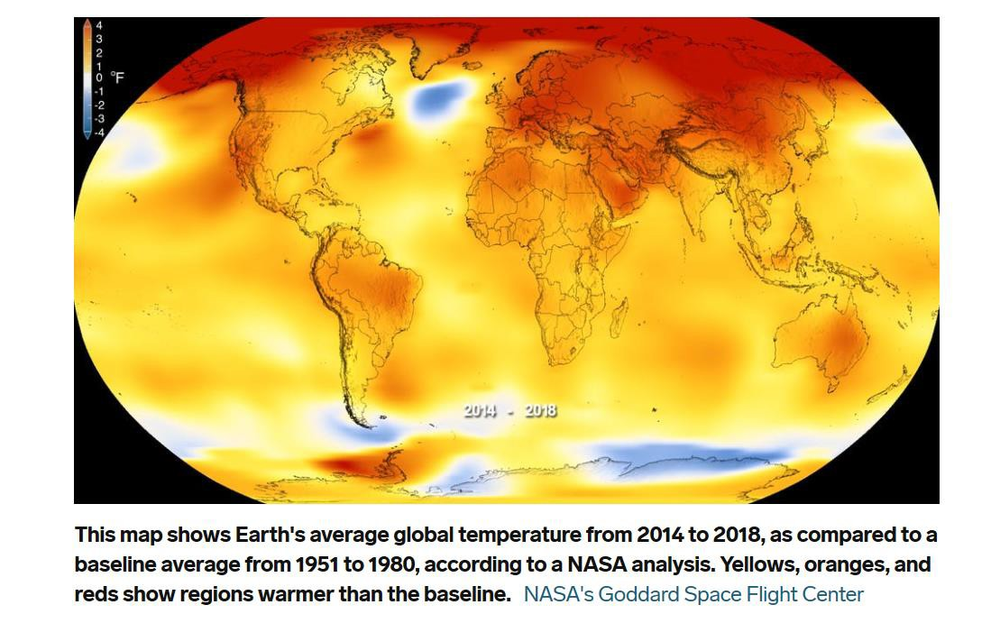 4
3
2
1
0 °F
-1
-2
-3
-4
2014 - 2018
This map shows Earth's average global temperature from 2014 to 2018, as compared to a
baseline average from 1951 to 1980, according to a NASA analysis. Yellows, oranges, and
reds show regions warmer than the baseline. NASA's Goddard Space Flight Center